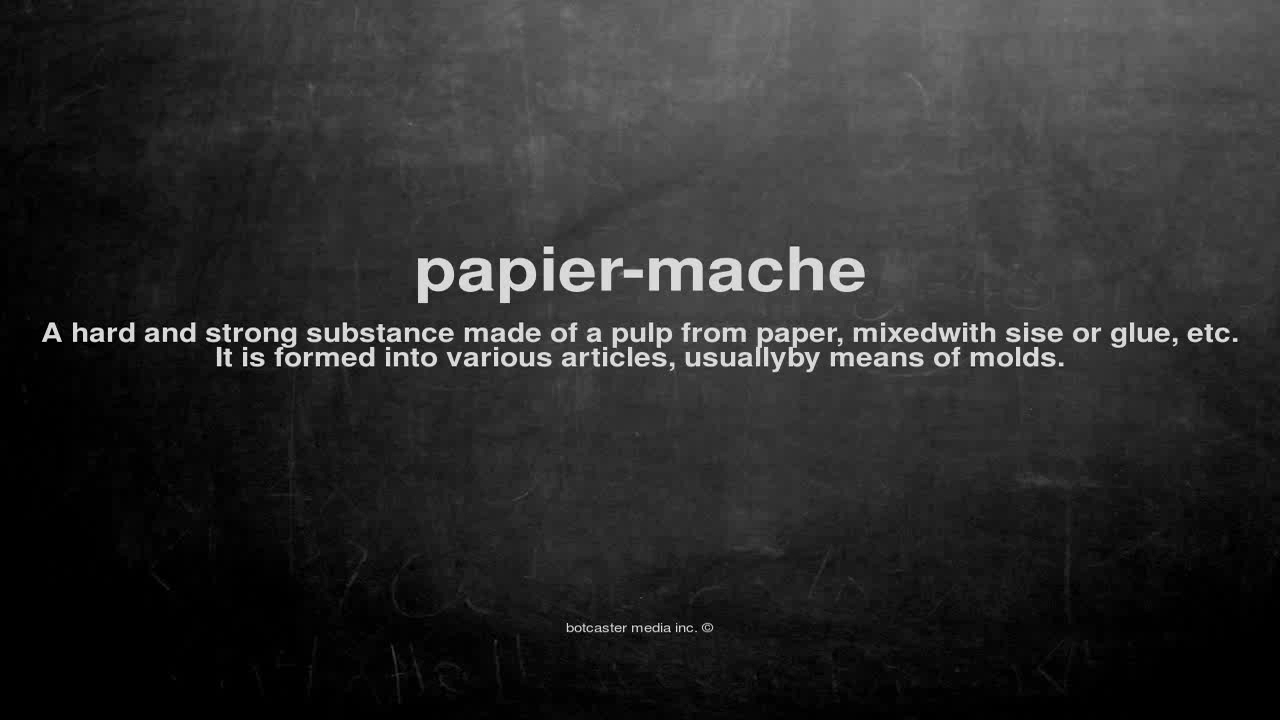 papier-mache
A hard and strong substance made of a pulp from paper, mixedwith sise or glue, etc.
It is formed into various articles, usuallyby means of molds.
botcaster media inc. ©